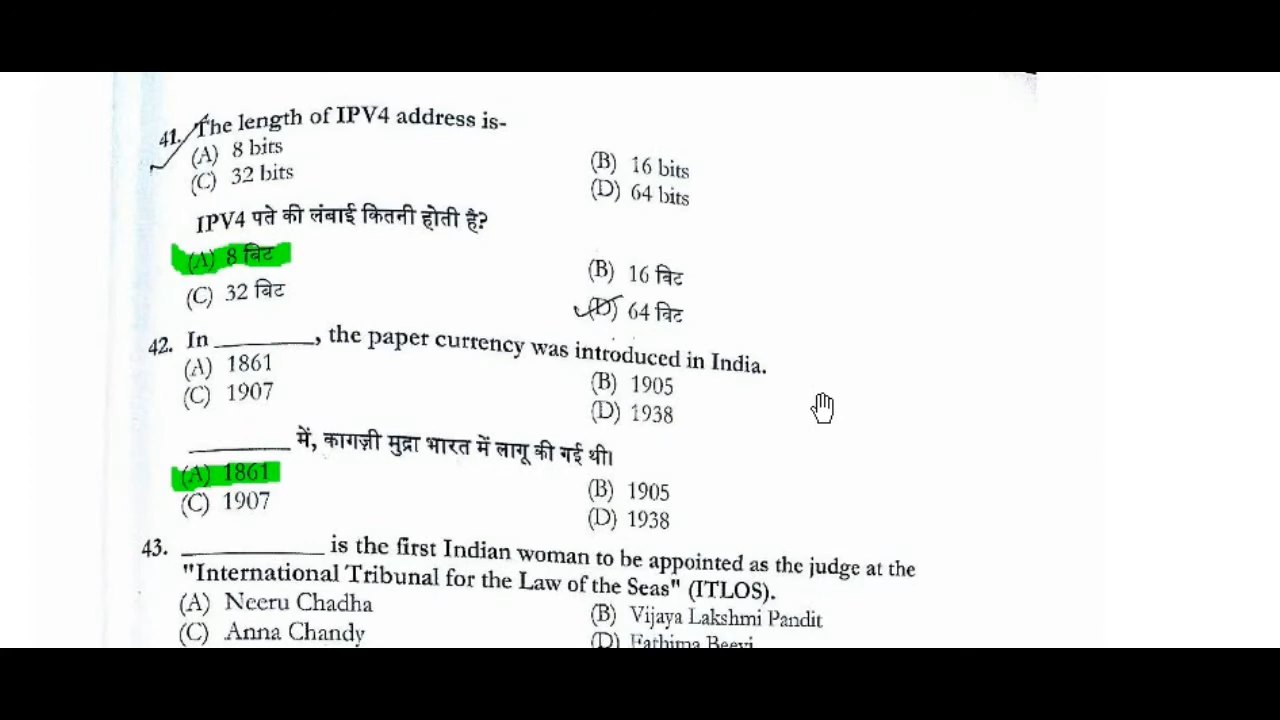 41. The length of IPV4 address is-
(A) 8 bits (B) 16 bits
(C) 32 bits (D) 64 bits
IPV4 पते की लंबाई कितनी होती है?
(A) 8 बिट (B) 16 बिट
(C) 32 बिट (D) 64 बिट
42. In ________, the paper currency was introduced in India.
(A) 1861 (B) 1905
(C) 1907 (D) 1938
________ में, कागज़ी मुद्रा भारत में लागू की गई थी।
(A) 1861 (B) 1905
(C) 1907 (D) 1938
43. ________ is the first Indian woman to be appointed as the judge at the
"International Tribunal for the Law of the Seas" (ITLOS).
(A) Neeru Chadha (B) Vijaya Lakshmi Pandit
(C) Anna Chandy (D) Fathima Beevi